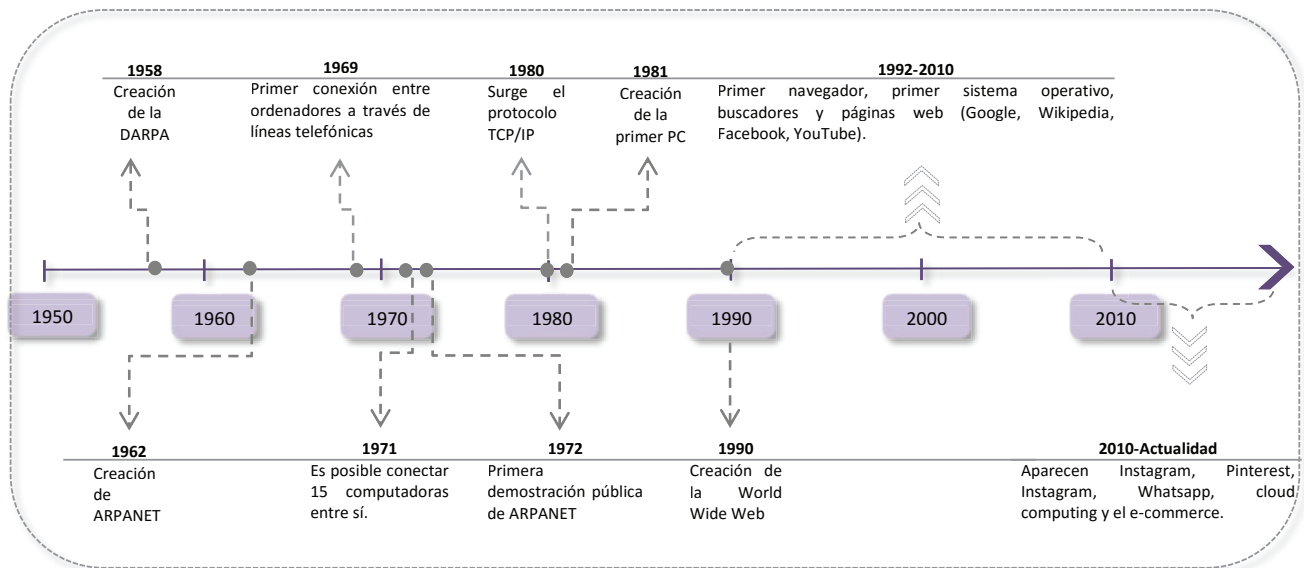 1958
Creación
de la
DARPA
1969
Primer conexión entre
ordenadores a través de
líneas telefónicas
1980
Surge el
protocolo
TCP/IP
1981
Creación
de la
primer PC
1992-2010
Primer navegador, primer sistema operativo,
buscadores y páginas web (Google, Wikipedia,
Facebook, YouTube).
1950
1960
1970
1980
1990
2000
2010
1962
Creación
de
ARPANET
1971
Es posible conectar
15 computadoras
entre sí.
1972
Primera
demostración pública
de ARPANET
1990
Creación de
la World
Wide Web
2010-Actualidad
Aparecen Instagram, Pinterest,
Instagram, Whatsapp, cloud
computing y el e-commerce.